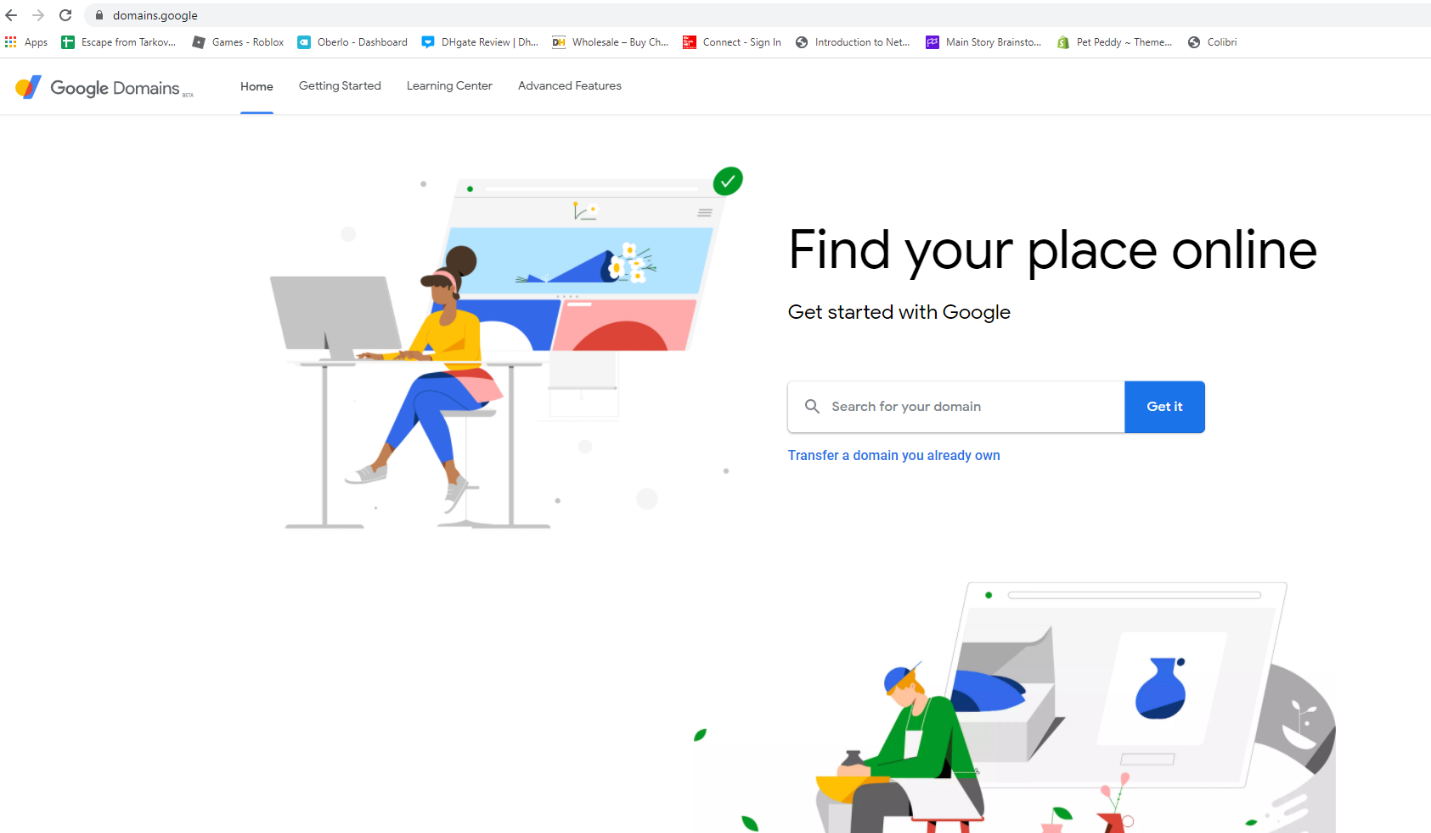 domains.google
Apps Escape from Tarkov... Games - Roblox Oberlo - Dashboard DHgate Review | Dh... DH Wholesale – Buy Ch... Connect - Sign In Introduction to Net... Main Story Brainsto... Pet Peddy ~ Theme... Colibri
Google Domains BETA Home Getting Started Learning Center Advanced Features
Find your place online
Get started with Google
Search for your domain Get it
Transfer a domain you already own